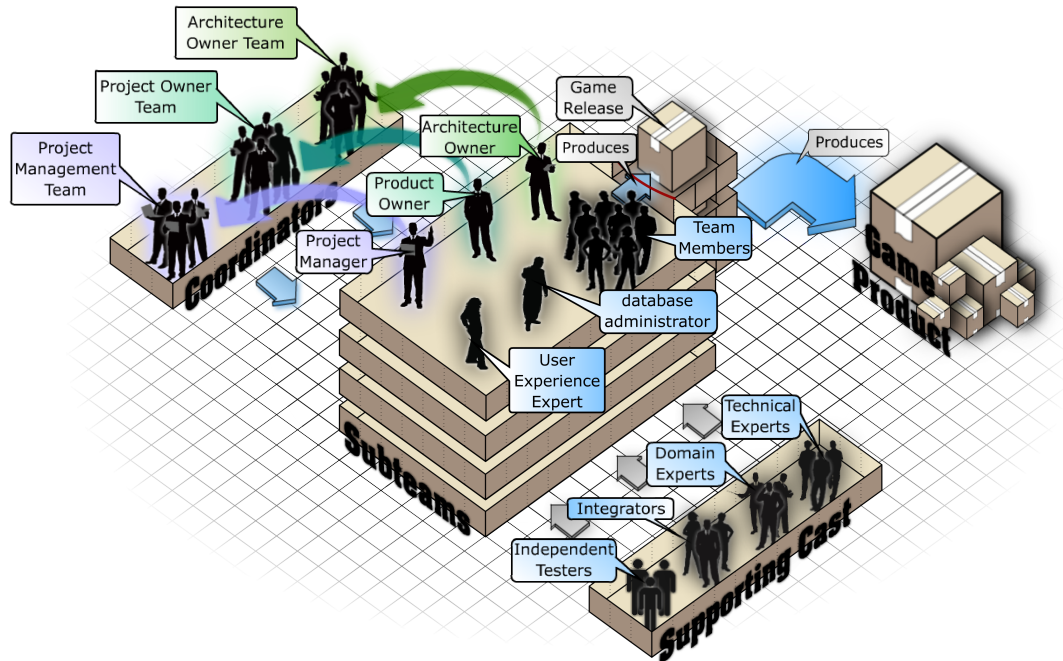 Architecture
Owner Team
Project Owner
Team
Project
Management
Team
Coordinators
Architecture
Owner
Product
Owner
Project
Manager
Game
Release
Produces
Produces
Team
Members
database
administrator
User
Experience
Expert
Subteams
Game
Product
Technical
Experts
Domain
Experts
Integrators
Independent
Testers
Supporting Cast